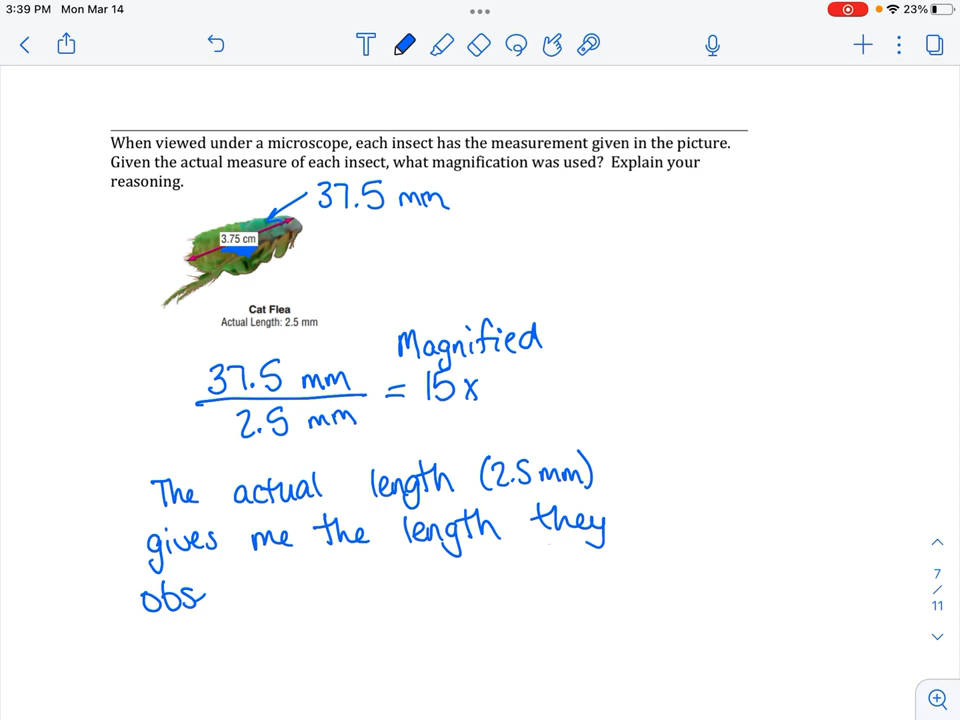 3:39 PM Mon Mar 14
23%
When viewed under a microscope, each insect has the measurement given in the picture.
Given the actual measure of each insect, what magnification was used? Explain your
reasoning.
37.5 mm
3.75 cm
Cat Flea
Actual Length: 2.5 mm
Magnified
37.5 mm
= 15x
2.5 mm
The actual length (2.5mm)
gives me the length they
obs
7
/
11